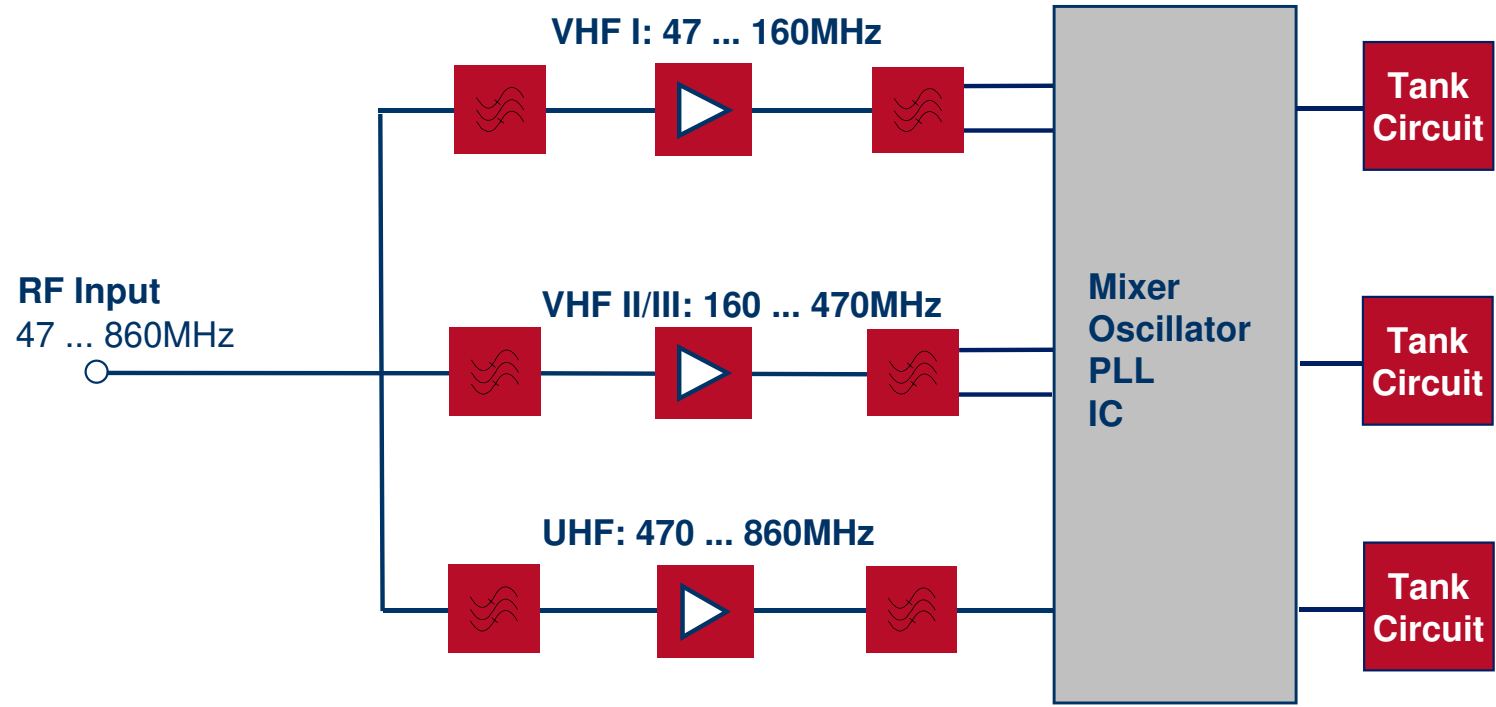 VHF I: 47 ... 160MHz
Tank
Circuit
RF Input
47 ... 860MHz
VHF II/III: 160 ... 470MHz
Mixer
Oscillator
PLL
IC
Tank
Circuit
UHF: 470 ... 860MHz
Tank
Circuit